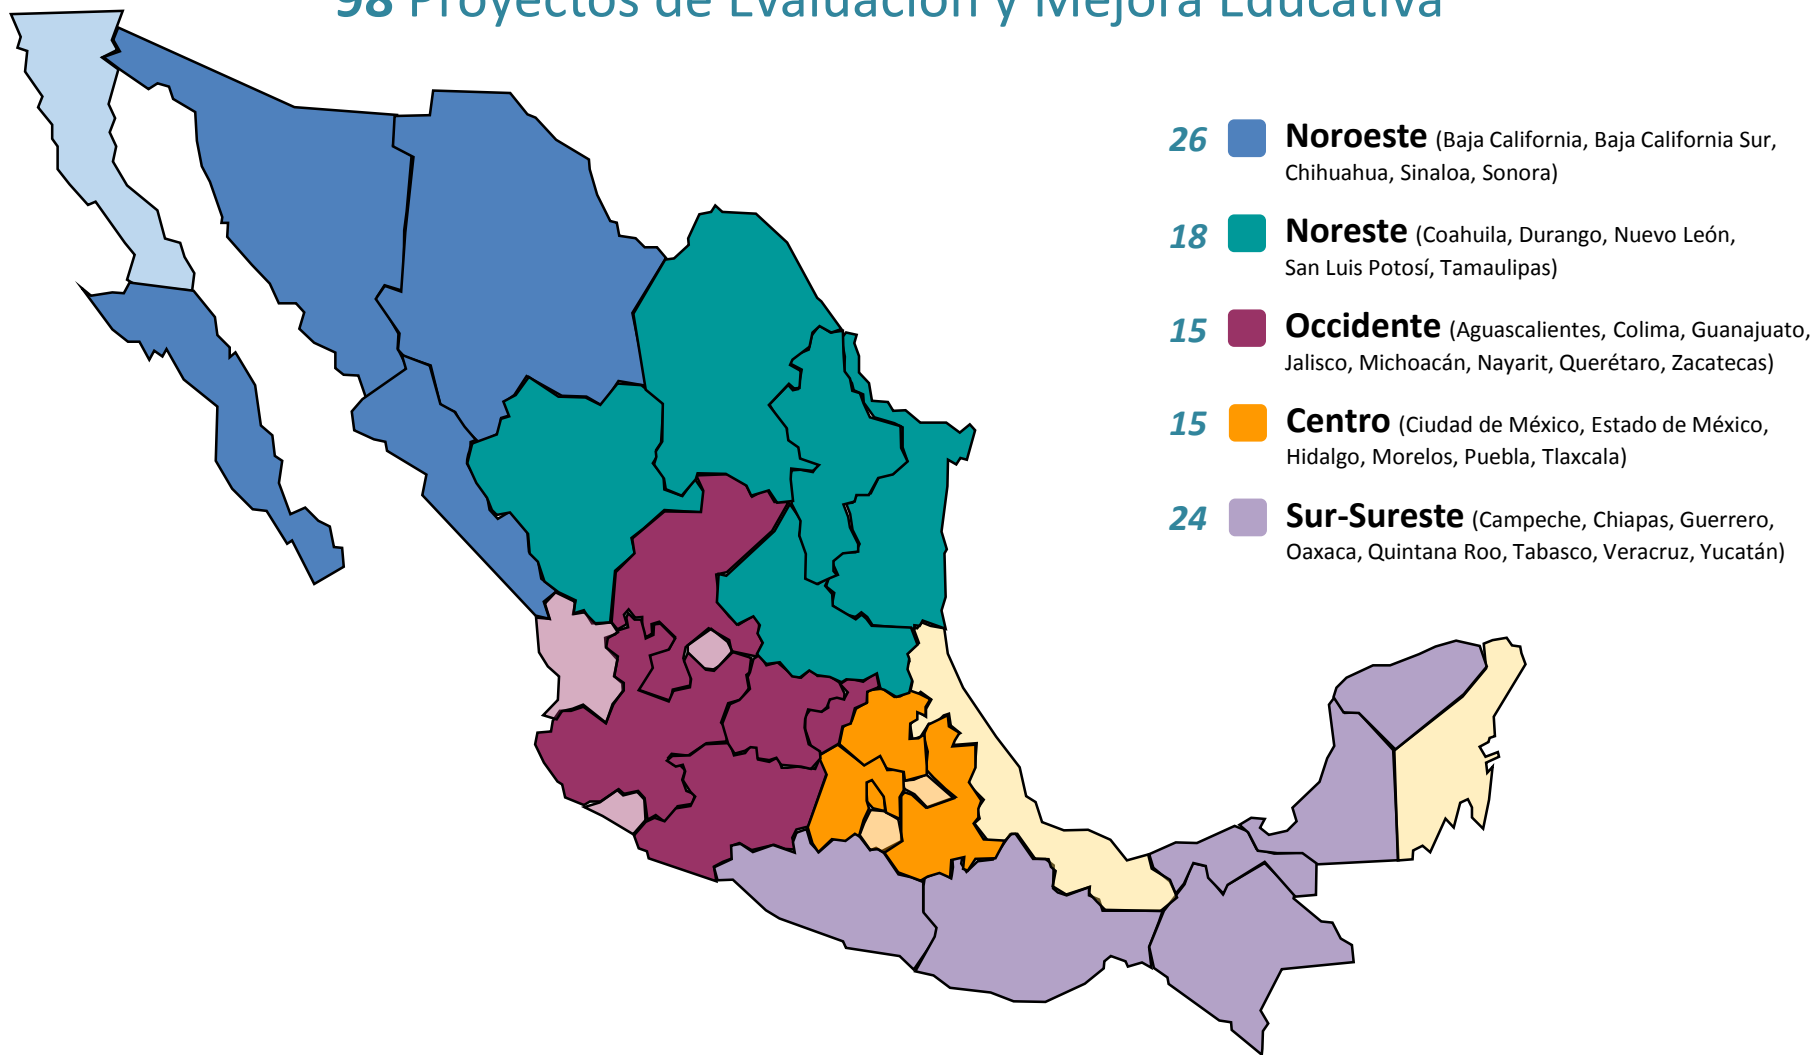 98 Proyectos de Evaluación y Mejora Educativa
26 Noroeste (Baja California, Baja California Sur,
Chihuahua, Sinaloa, Sonora)
18 Noreste (Coahuila, Durango, Nuevo León,
San Luis Potosí, Tamaulipas)
15 Occidente (Aguascalientes, Colima, Guanajuato,
Jalisco, Michoacán, Nayarit, Querétaro, Zacatecas)
15 Centro (Ciudad de México, Estado de México,
Hidalgo, Morelos, Puebla, Tlaxcala)
24 Sur-Sureste (Campeche, Chiapas, Guerrero,
Oaxaca, Quintana Roo, Tabasco, Veracruz, Yucatán)